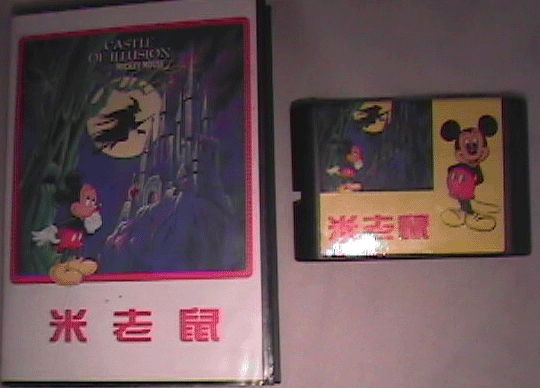 CASTLE
OF ILLUSION
MICKEY MOUSE
米老鼠
米老鼠